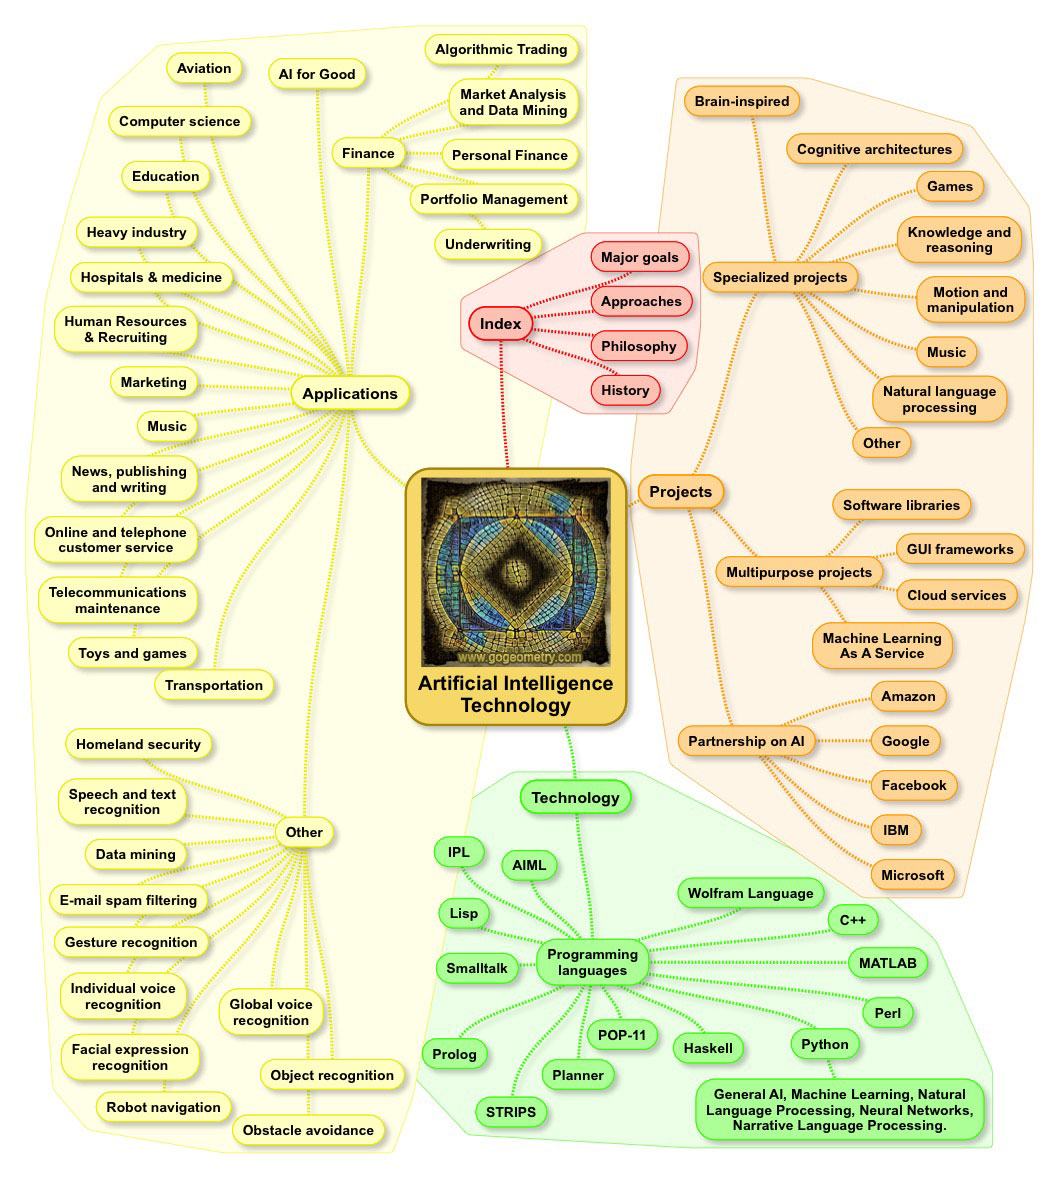 Aviation
AI for Good
Algorithmic Trading
Computer science
Market Analysis
and Data Mining
Finance
Personal Finance
Education
Portfolio Management
Heavy industry
Underwriting
Hospitals & medicine
Human Resources
& Recruiting
Marketing
Applications
Music
News, publishing
and writing
Online and telephone
customer service
Telecommunications
maintenance
Toys and games
Transportation
Homeland security
Speech and text
recognition
Other
Data mining
E-mail spam filtering
Gesture recognition
Individual voice
recognition
Global voice
recognition
Facial expression
recognition
Object recognition
Robot navigation
Obstacle avoidance
Index
Major goals
Approaches
Philosophy
History
www.gogeometry.com
Artificial Intelligence
Technology
Brain-inspired
Cognitive architectures
Games
Knowledge and
reasoning
Specialized projects
Motion and
manipulation
Music
Natural language
processing
Other
Projects
Software libraries
GUI frameworks
Multipurpose projects
Cloud services
Machine Learning
As A Service
Amazon
Partnership on AI
Google
Facebook
IBM
Microsoft
Technology
IPL
AIML
Wolfram Language
Lisp
C++
Programming
languages
Smalltalk
MATLAB
Perl
Prolog
POP-11
Haskell
Python
Planner
STRIPS
General AI, Machine Learning, Natural
Language Processing, Neural Networks,
Narrative Language Processing.